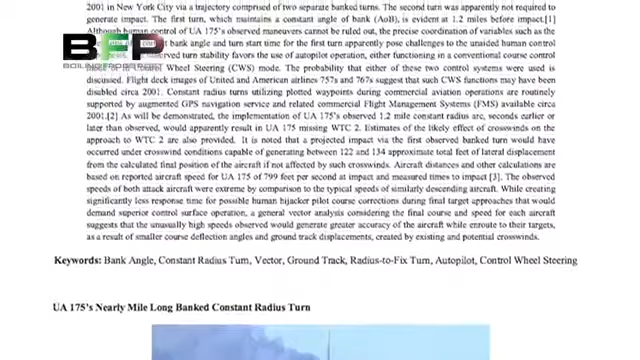 2001 in New York City via a trajectory comprised of two separate banked turns. The second turn was apparently not required to
generate impact. The first turn, which maintains a constant angle of bank (AoB), is evident at 1.2 miles before impact.[1]
Although human control of UA 175's observed maneuvers cannot be ruled out, the precise coordination of variables such as the
bank angle and turn start time for the first turn apparently pose challenges to the unaided human control
observed turn stability favors the use of autopilot operation, either functioning in a conventional course control
Wheel Steering (CWS) mode. The probability that either of these two control systems were used is
discussed. Flight deck images of United and American airlines 757s and 767s suggest that such CWS functions may have been
disabled circa 2001. Constant radius turns utilizing plotted waypoints during commercial aviation operations are routinely
supported by augmented GPS navigation service and related commercial Flight Management Systems (FMS) available circa
2001.[2] As will be demonstrated, the implementation of UA 175's observed 1.2 mile constant radius arc, seconds earlier or
later than observed, would apparently result in UA 175 missing WTC 2. Estimates of the likely effect of crosswinds on the
approach to WTC 2 are also provided. It is noted that a projected impact via the first observed banked turn would have
occurred under crosswind conditions capable of generating between 122 and 134 approximate total feet of lateral displacement
from the calculated final position of the aircraft if not affected by such crosswinds. Aircraft distances and other calculations are
based on reported aircraft speed for UA 175 of 799 feet per second at impact and measured times to impact [3]. The observed
speeds of both attack aircraft were extreme by comparison to the typical speeds of similarly descending aircraft. While creating
significantly less response time for possible human hijacker pilot course corrections during final target approaches that would
demand superior control surface operation, a general vector analysis considering the final course and speed for each aircraft
suggests that the unusually high speeds observed would generate greater accuracy of the aircraft while enroute to their targets,
as a result of smaller course deflection angles and ground track displacements, created by existing and potential crosswinds.
BFP
Keywords: Bank Angle, Constant Radius Turn, Vector, Ground Track, Radius-to-Fix Turn, Autopilot, Control Wheel Steering
UA 175's Nearly Mile Long Banked Constant Radius Turn